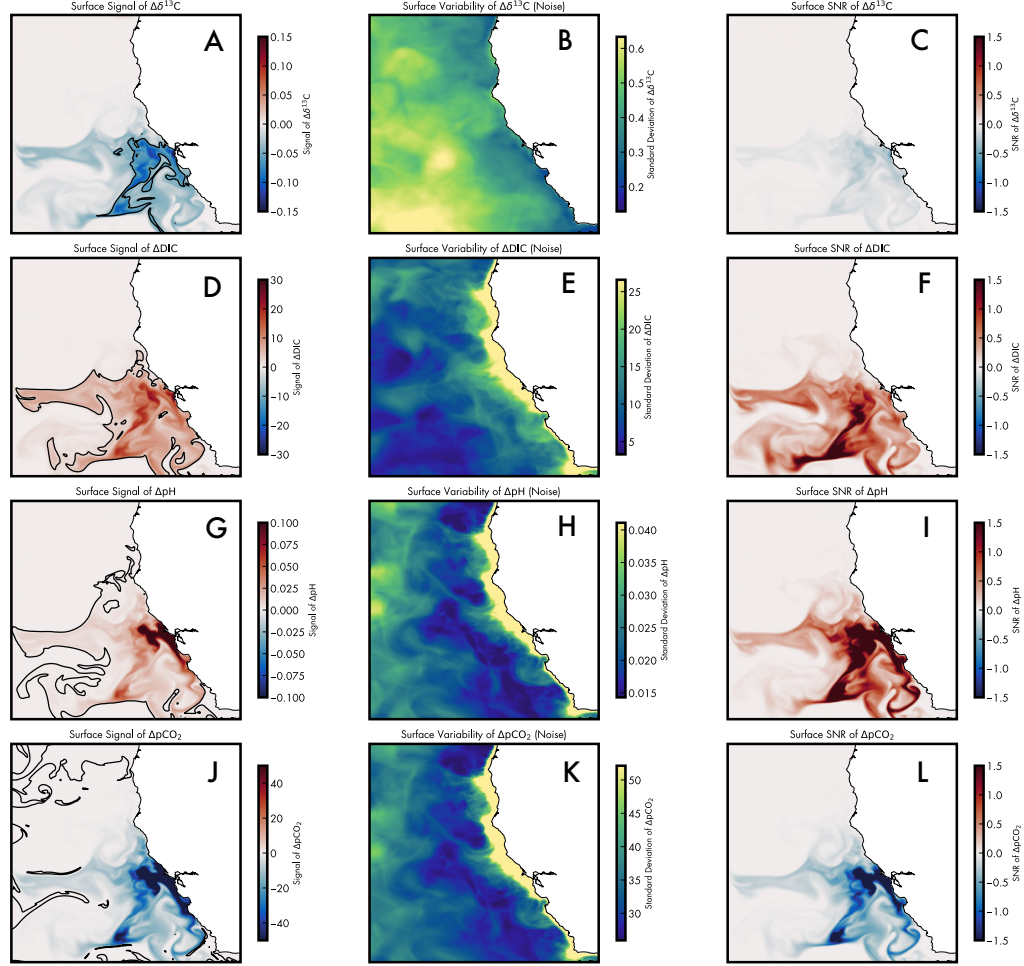 Surface Signal of Δδ¹³C
Surface Variability of Δδ¹³C (Noise)
Surface SNR of Δδ¹³C
A
B
C
0.15
0.10
0.05
0.00
−0.05
−0.10
−0.15
Signal of Δδ¹³C
0.6
0.5
0.4
0.3
0.2
Standard Deviation of Δδ¹³C
1.5
1.0
0.5
0.0
−0.5
−1.0
−1.5
SNR of Δδ¹³C
Surface Signal of ΔDIC
Surface Variability of ΔDIC (Noise)
Surface SNR of ΔDIC
D
E
F
30
20
10
0
−10
−20
−30
Signal of ΔDIC
25
20
15
10
5
Standard Deviation of ΔDIC
1.5
1.0
0.5
0.0
−0.5
−1.0
−1.5
SNR of ΔDIC
Surface Signal of ΔpH
Surface Variability of ΔpH (Noise)
Surface SNR of ΔpH
G
H
I
0.100
0.075
0.050
0.025
0.000
−0.025
−0.050
−0.075
−0.100
Signal of ΔpH
0.040
0.035
0.030
0.025
0.020
0.015
Standard Deviation of ΔpH
1.5
1.0
0.5
0.0
−0.5
−1.0
−1.5
SNR of ΔpH
Surface Signal of ΔpCO₂
Surface Variability of ΔpCO₂ (Noise)
Surface SNR of ΔpCO₂
J
K
L
40
20
0
−20
−40
Signal of ΔpCO₂
50
45
40
35
30
Standard Deviation of ΔpCO₂
1.5
1.0
0.5
0.0
−0.5
−1.0
−1.5
SNR of ΔpCO₂